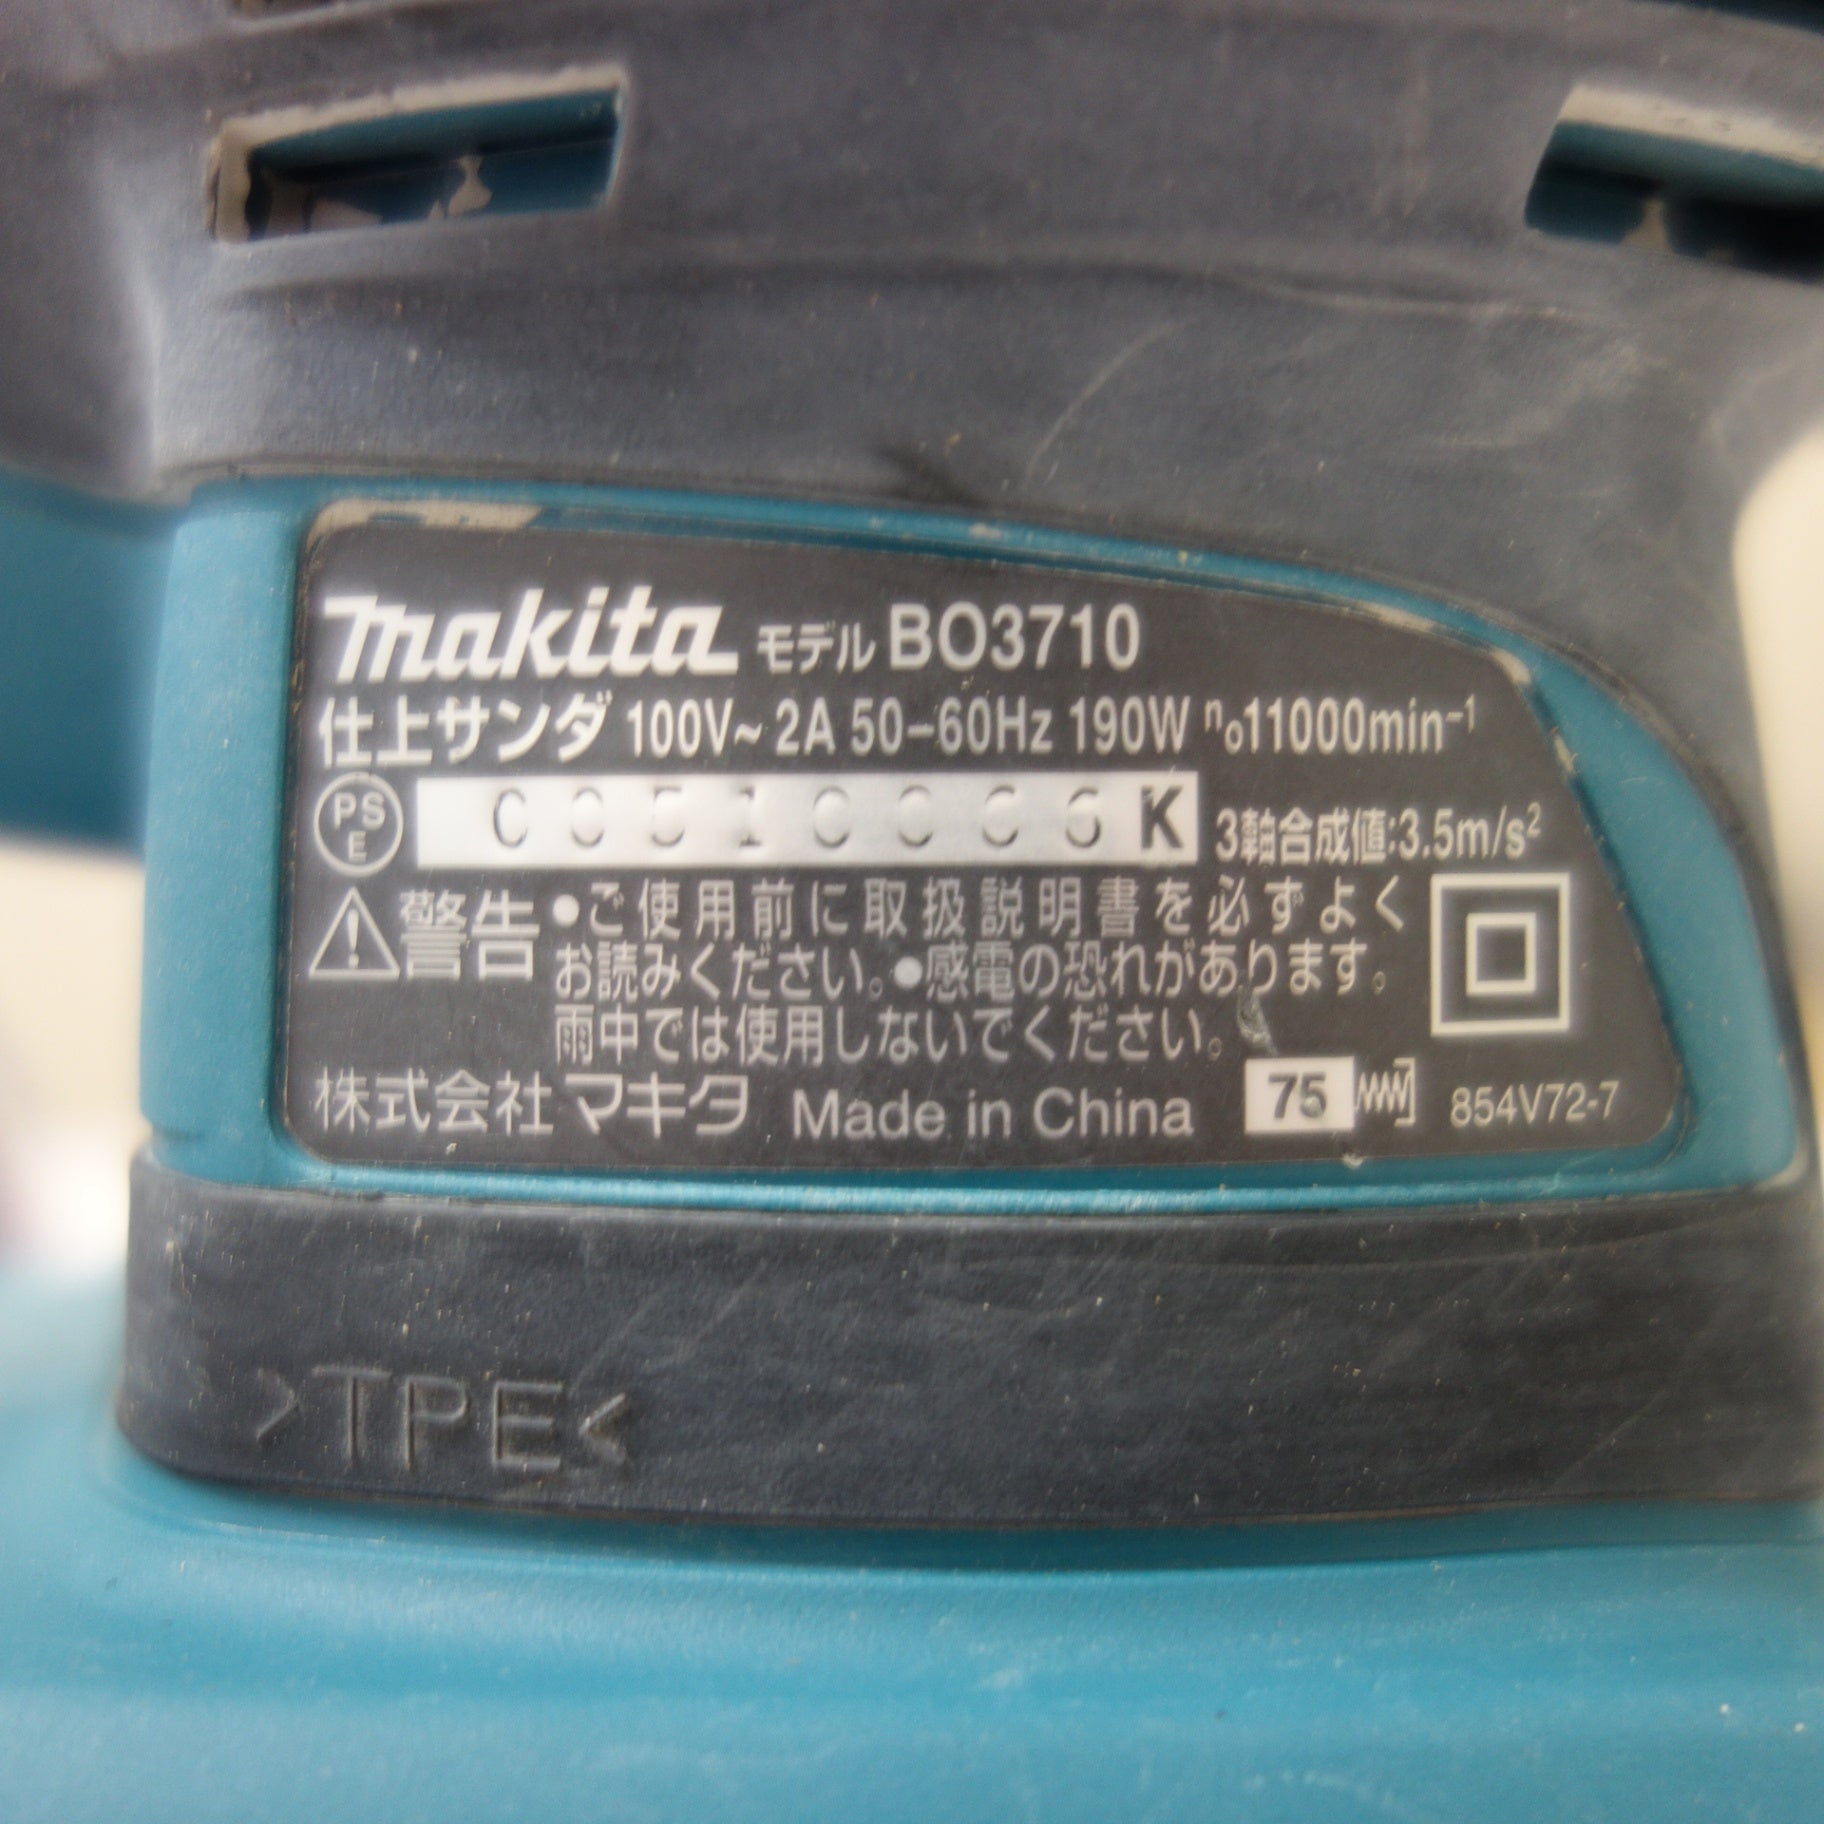 makita モデル BO3710
仕上サンダ 100V~ 2A 50-60Hz 190W n₀11000min⁻¹
PSE K 3軸合成値:3.5m/s²
警告 •ご使用前に取扱説明書を必ずよく
お読みください。•感電の恐れがあります。
雨中では使用しないでください。
株式会社マキタ Made in China 75 854V72-7
>TPE<